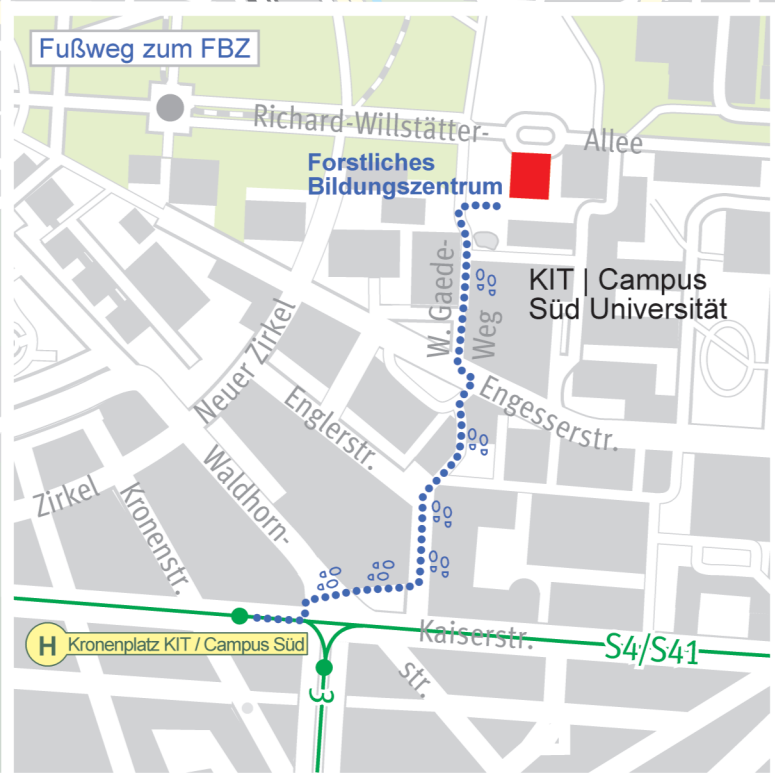 Fußweg zum FBZ
Richard-Willstätter-
Allee
Forstliches
Bildungszentrum
KIT | Campus
Süd Universität
W. Gaede-
Weg
Neuer Zirkel
Engesserstr.
Englerstr.
Waldhorn-
Zirkel
Kronenstr.
Kaiserstr.
S4/S41
H
Kronenplatz KIT / Campus Süd
str.
3